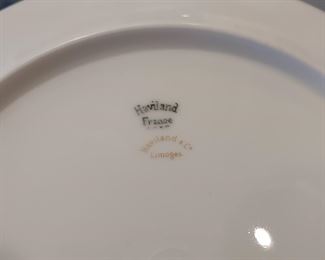 Haviland
France
Haviland & Co
Limoges